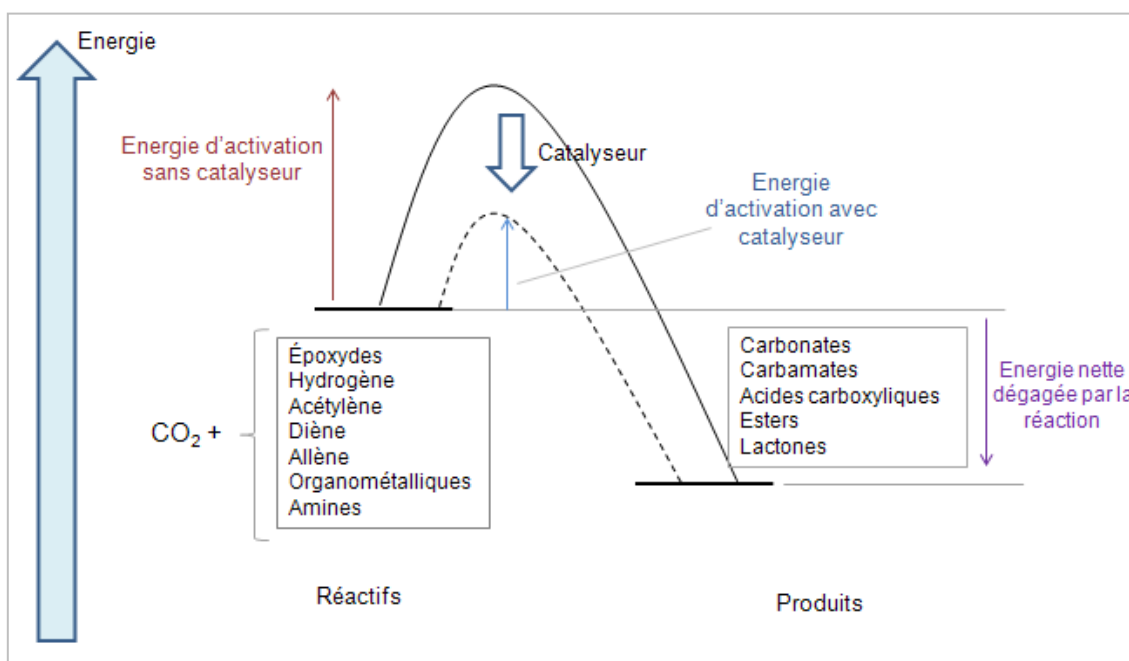 Energie
Energie d'activation
sans catalyseur
Catalyseur
Energie
d'activation avec
catalyseur
CO₂ +
Époxydes
Hydrogène
Acétylène
Diène
Allène
Organométalliques
Amines
Carbonates
Carbamates
Acides carboxyliques
Esters
Lactones
Energie nette
dégagée par la
réaction
Réactifs
Produits